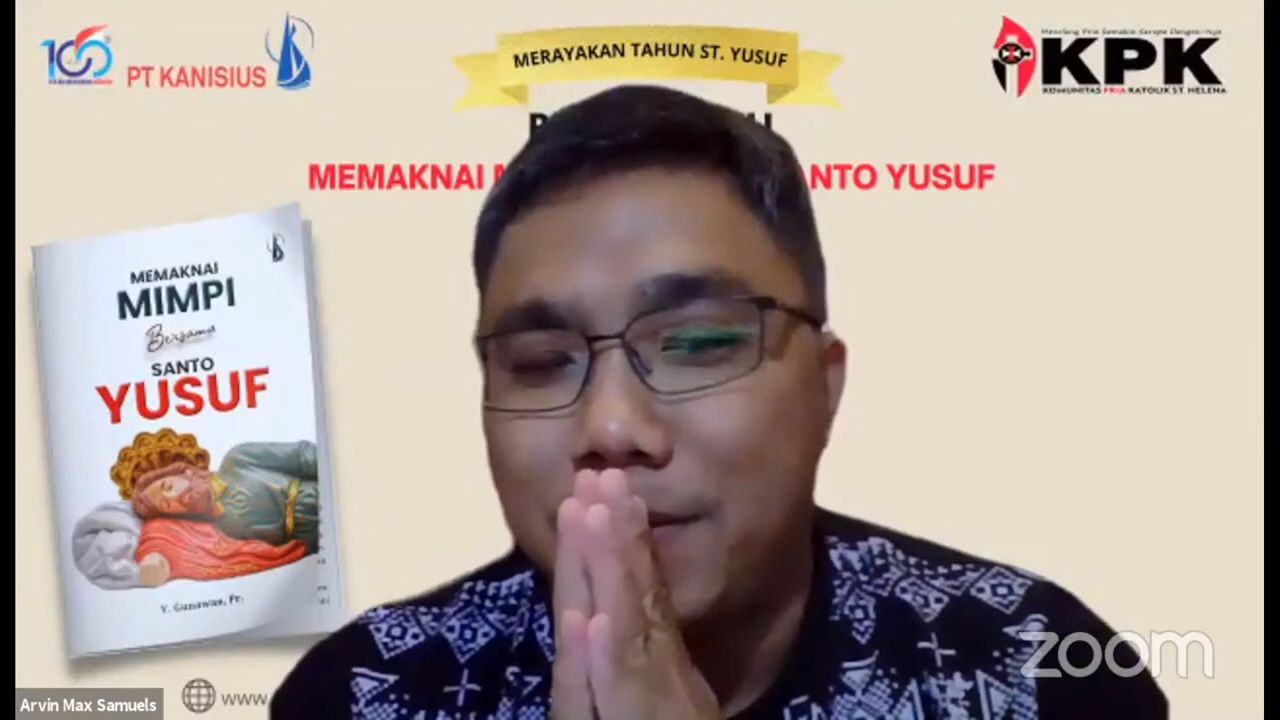 100
PT KANISIUS
MERAYAKAN TAHUN ST. YUSUF
KPK
KOMUNITAS PRIA KATOLIK ST. HELENA
MEMAKNAI
ANTO YUSUF
MEMAKNAI
MIMPI
Bersama
SANTO
YUSUF
Y. Gunawan, Pr.
zoom
Arvin Max Samuels
www.